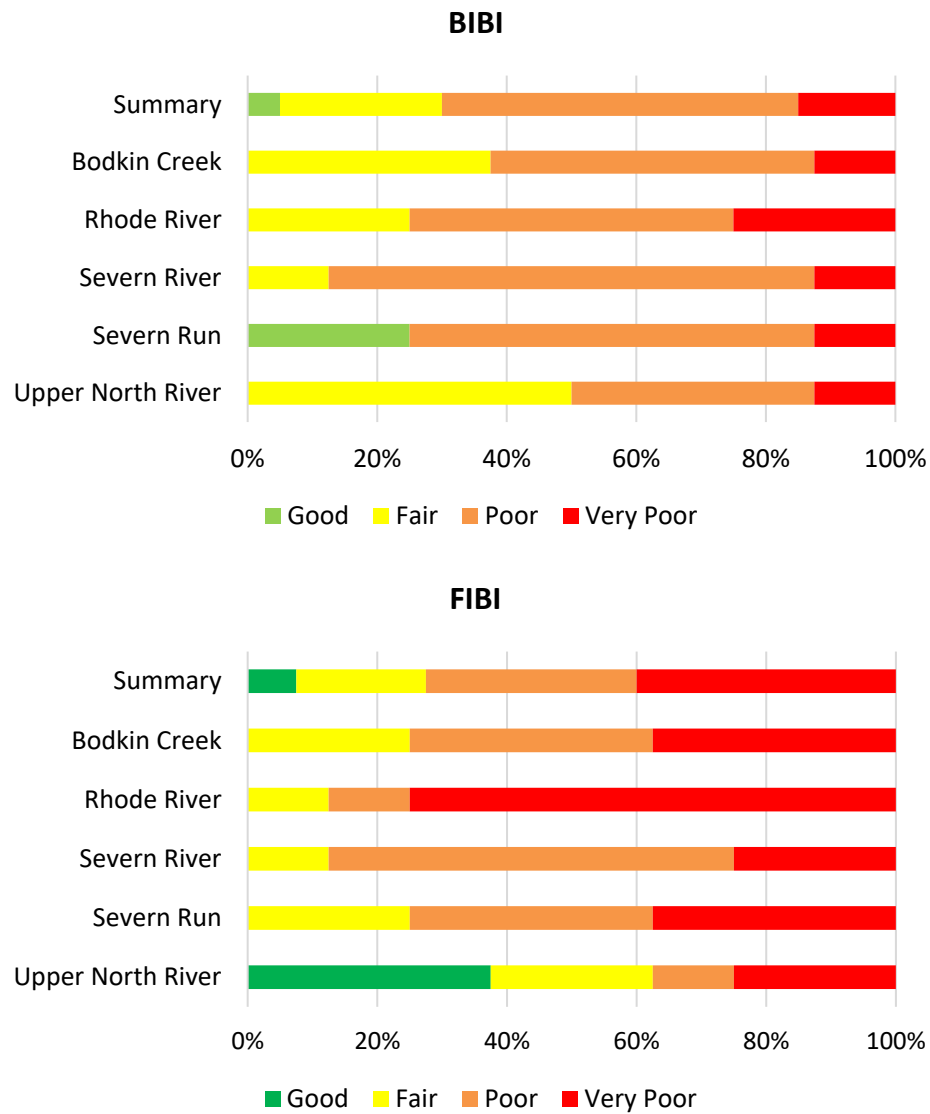 BIBI
Summary
Bodkin Creek
Rhode River
Severn River
Severn Run
Upper North River
0% 20% 40% 60% 80% 100%
Good Fair Poor Very Poor
FIBI
Summary
Bodkin Creek
Rhode River
Severn River
Severn Run
Upper North River
0% 20% 40% 60% 80% 100%
Good Fair Poor Very Poor